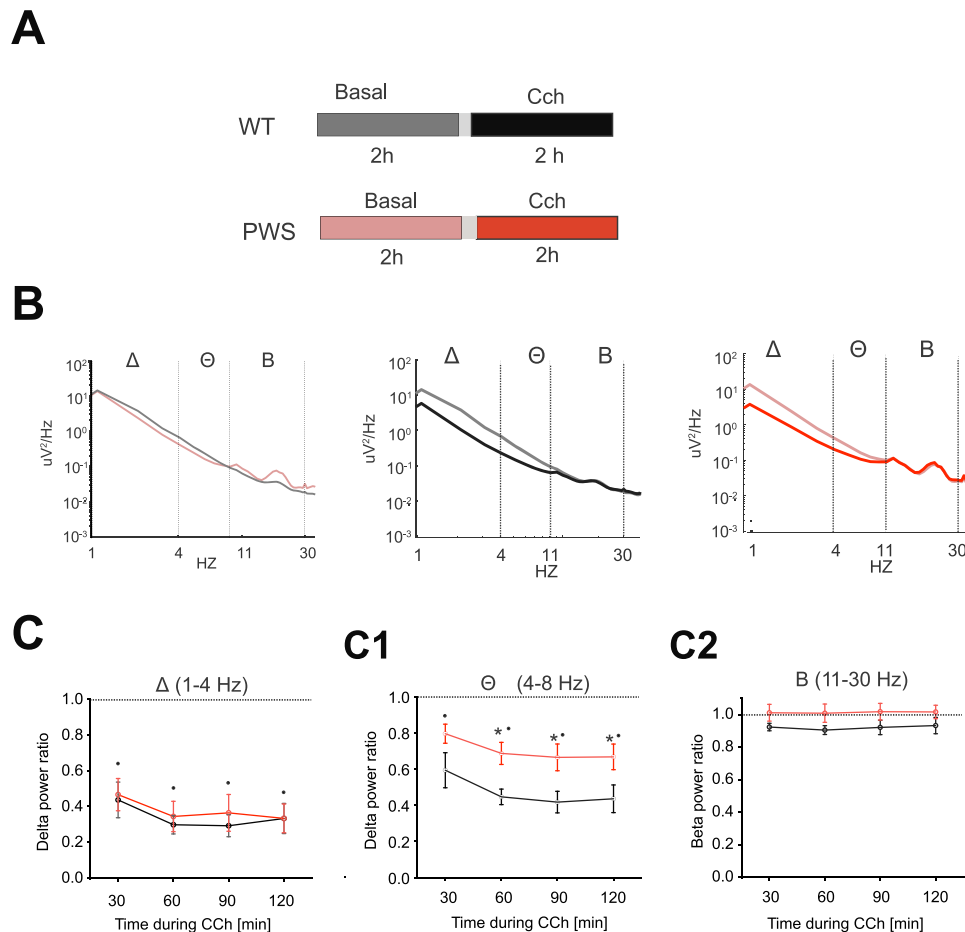 A
Basal
Cch
WT
2h
2 h
Basal
Cch
PWS
2h
2h
B
Δ Θ B
10² 10¹ 10⁰ 10⁻¹ 10⁻² 10⁻³
uV²/Hz
1 4 11 30
HZ
Δ Θ B
10² 10¹ 10⁰ 10⁻¹ 10⁻² 10⁻³
uV²/Hz
1 4 11 30
HZ
Δ Θ B
10² 10¹ 10⁰ 10⁻¹ 10⁻² 10⁻³
uV²/Hz
1 4 11 30
HZ
C
Δ (1-4 Hz)
1.0
0.8
0.6
0.4
0.2
0.0
Delta power ratio
30 60 90 120
Time during CCh [min]
C1
Θ (4-8 Hz)
1.0
0.8
0.6
0.4
0.2
0.0
Delta power ratio
* * *
30 60 90 120
Time during CCh [min]
C2
B (11-30 Hz)
1.0
0.8
0.6
0.4
0.2
0.0
Beta power ratio
30 60 90 120
Time during CCh [min]